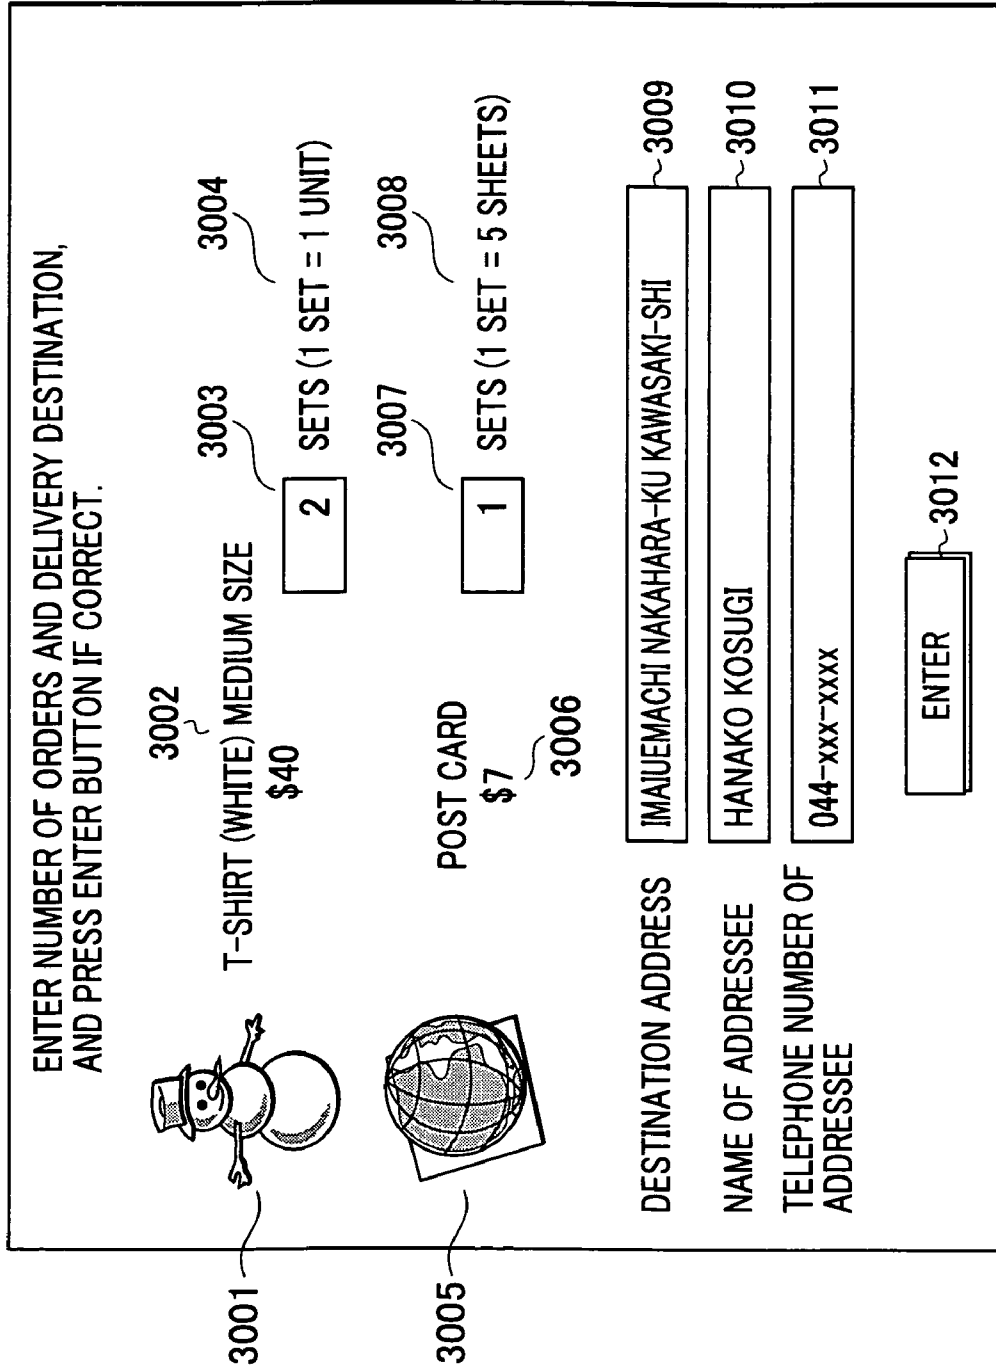 ENTER NUMBER OF ORDERS AND DELIVERY DESTINATION,
AND PRESS ENTER BUTTON IF CORRECT.
3001
3002
T-SHIRT (WHITE) MEDIUM SIZE
$40
3003
2
3004
SETS (1 SET = 1 UNIT)
3005
POST CARD
$7
3006
3007
1
3008
SETS (1 SET = 5 SHEETS)
DESTINATION ADDRESS
IMAIUEMACHI NAKAHARA-KU KAWASAKI-SHI
3009
NAME OF ADDRESSEE
HANAKO KOSUGI
3010
TELEPHONE NUMBER OF
ADDRESSEE
044-xxx-xxxx
3011
ENTER
3012